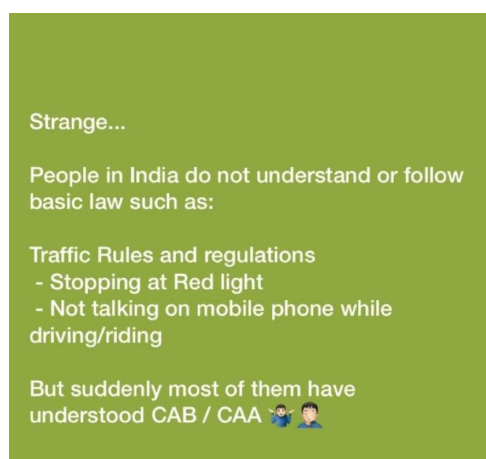 Strange...
People in India do not understand or follow
basic law such as:
Traffic Rules and regulations
- Stopping at Red light
- Not talking on mobile phone while
driving/riding
But suddenly most of them have
understood CAB / CAA 🤷🏻‍♂️ 🤦🏻‍♂️